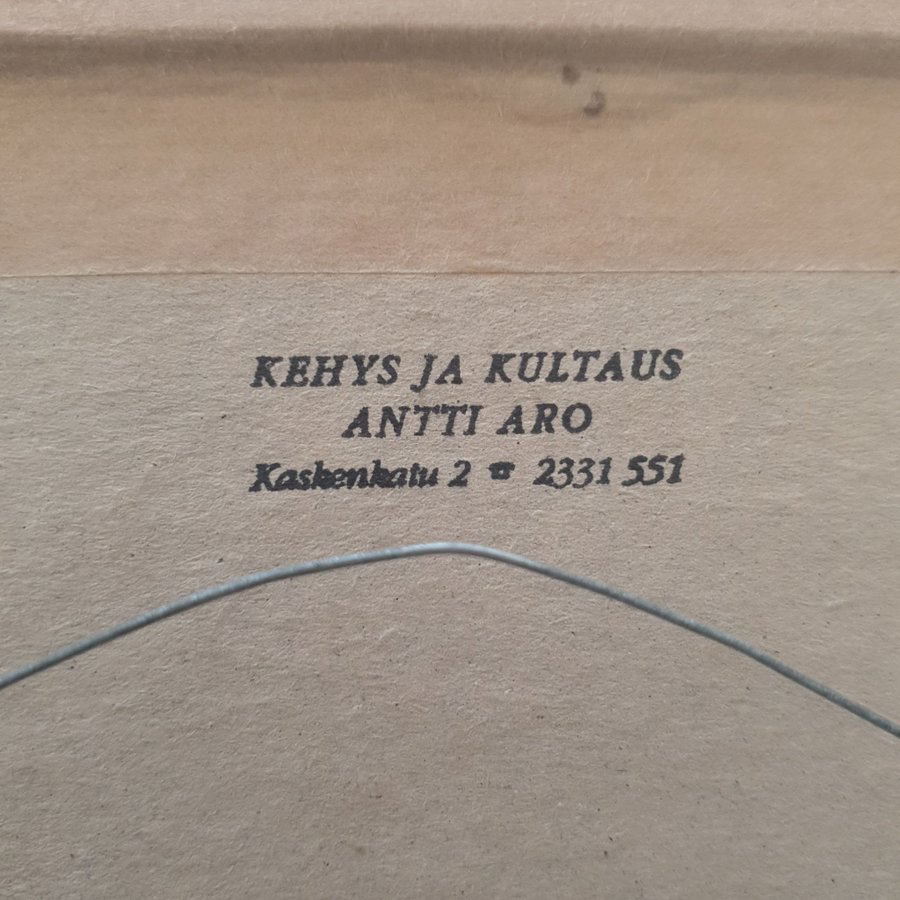 KEHYS JA KULTAUS
ANTTI ARO
Kaskenkatu 2 ☎ 2331 551